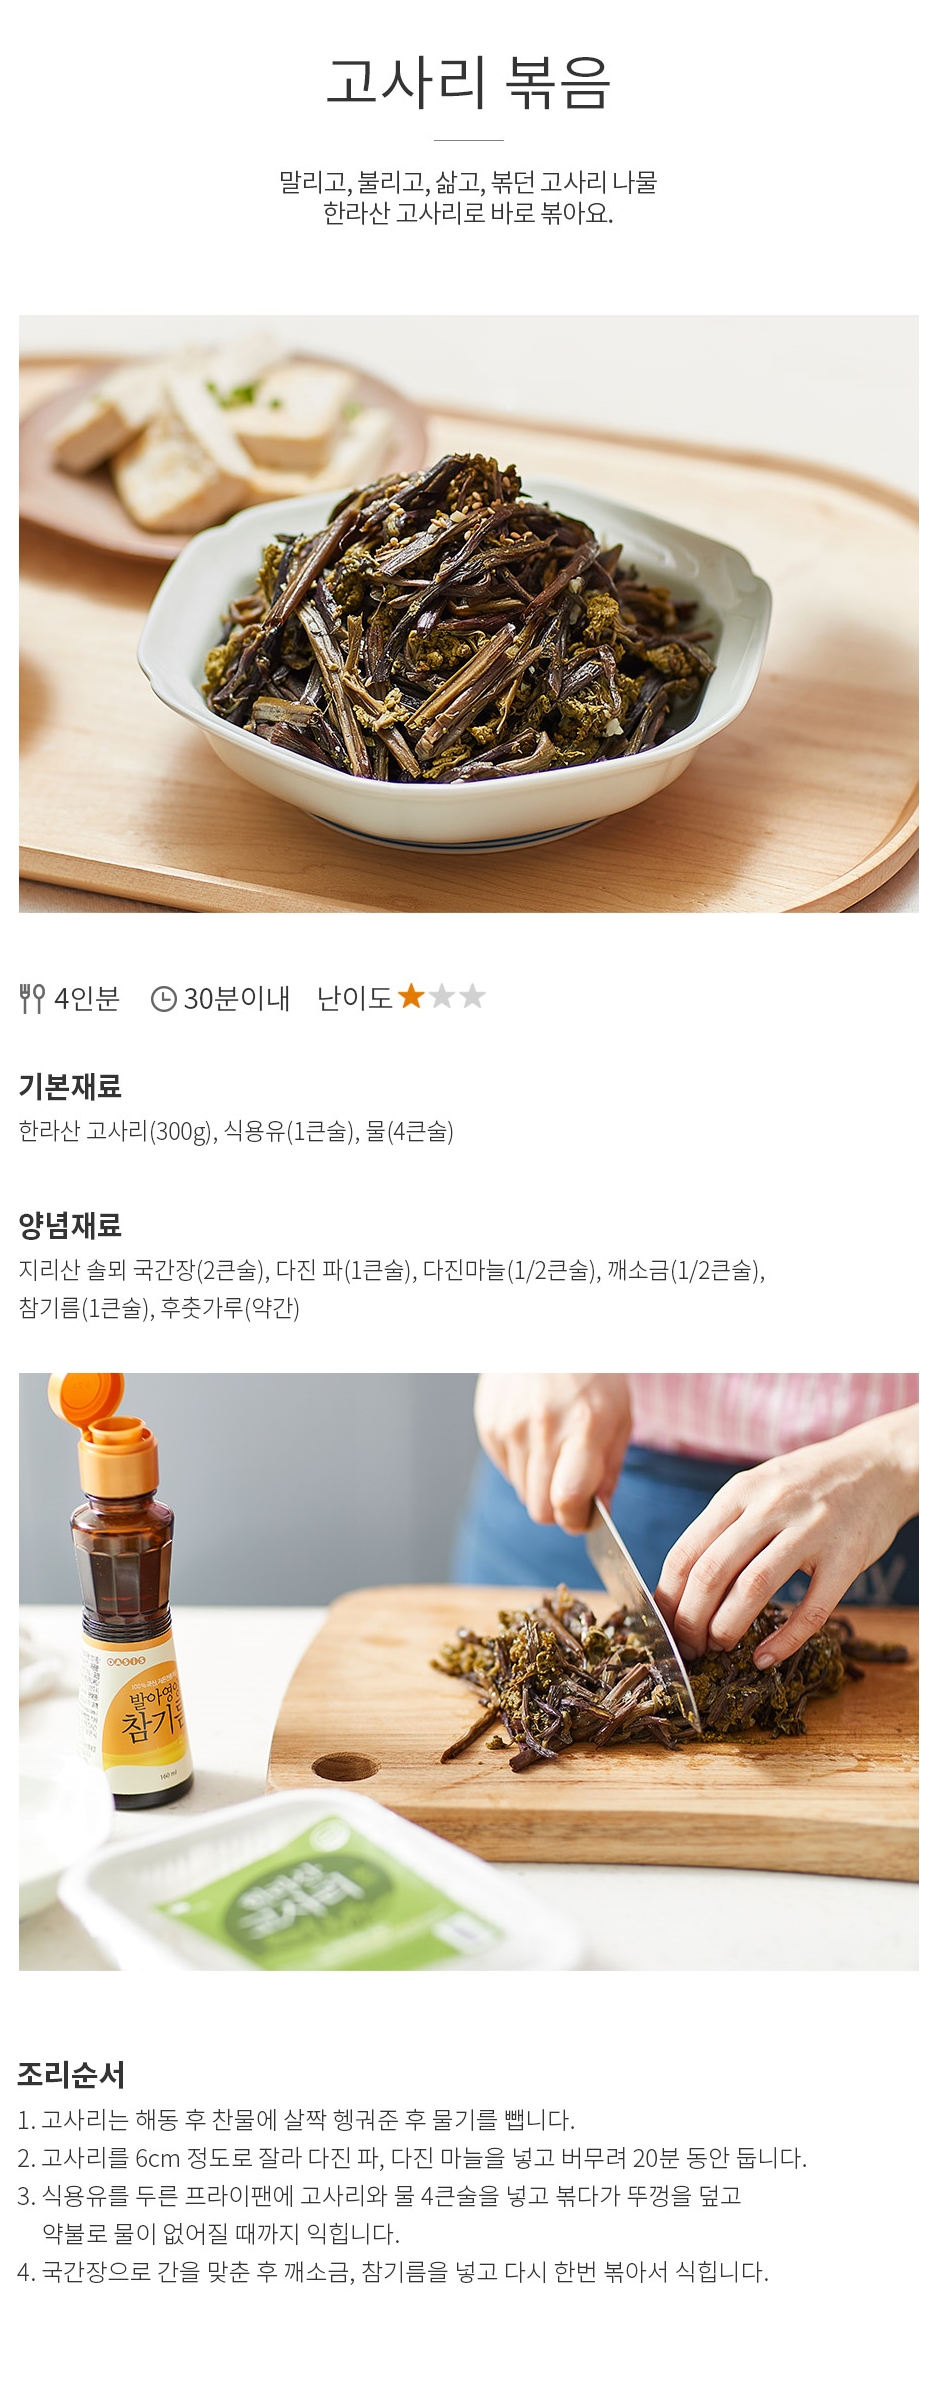 고사리 볶음
말리고, 불리고, 삶고, 볶던 고사리 나물
한라산 고사리로 바로 볶아요.
4인분 30분이내 난이도
기본재료
한라산 고사리(300g), 식용유(1큰술), 물(4큰술)
양념재료
지리산 솔뫼 국간장(2큰술), 다진 파(1큰술), 다진마늘(1/2큰술), 깨소금(1/2큰술),
참기름(1큰술), 후춧가루(약간)
OASIS
참기름
160 ml
한라산
고사리
조리순서
1. 고사리는 해동 후 찬물에 살짝 헹궈준 후 물기를 뺍니다.
2. 고사리를 6cm 정도로 잘라 다진 파, 다진 마늘을 넣고 버무려 20분 동안 둡니다.
3. 식용유를 두른 프라이팬에 고사리와 물 4큰술을 넣고 볶다가 뚜껑을 덮고
약불로 물이 없어질 때까지 익힙니다.
4. 국간장으로 간을 맞춘 후 깨소금, 참기름을 넣고 다시 한번 볶아서 식힙니다.